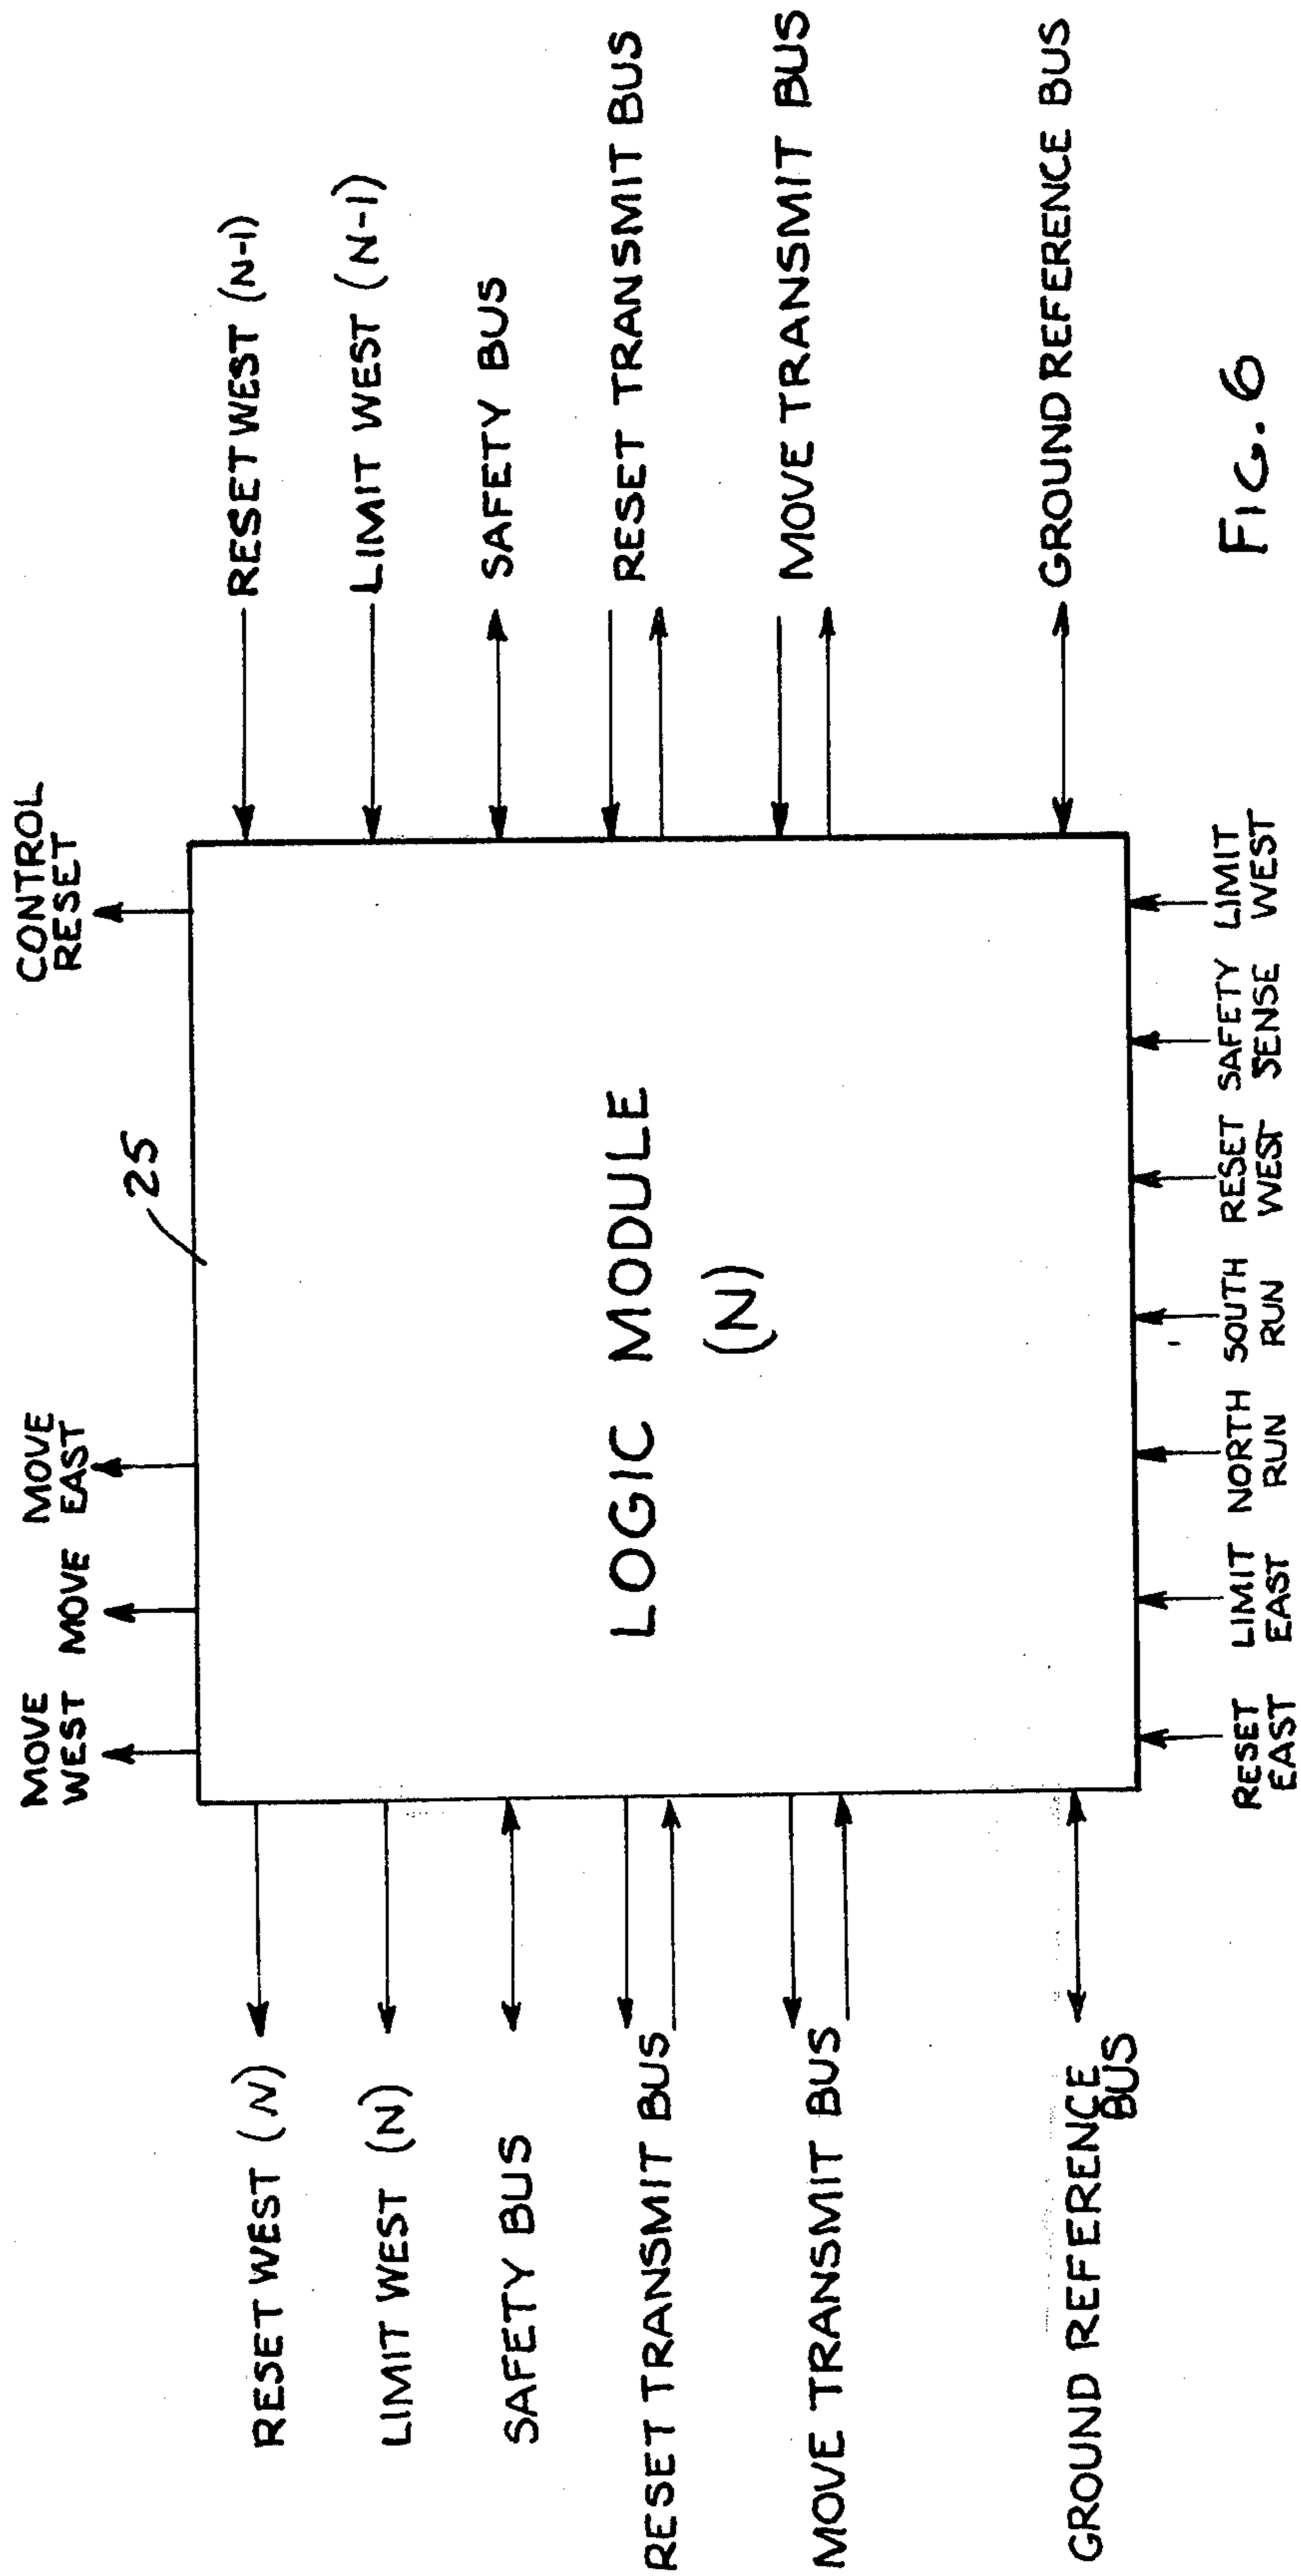 MOVE
WEST
MOVE
MOVE
EAST
CONTROL
RESET
25
RESET WEST (N)
LIMIT WEST (N)
SAFETY BUS
RESET TRANSMIT BUS
MOVE TRANSMIT BUS
GROUND REFERENCE
BUS
LOGIC MODULE
(N)
RESET WEST (N-1)
LIMIT WEST (N-1)
SAFETY BUS
RESET TRANSMIT BUS
MOVE TRANSMIT BUS
GROUND REFERENCE BUS
RESET
EAST
LIMIT
EAST
NORTH
RUN
SOUTH
RUN
RESET
WEST
SAFETY
SENSE
LIMIT
WEST
FIG. 6